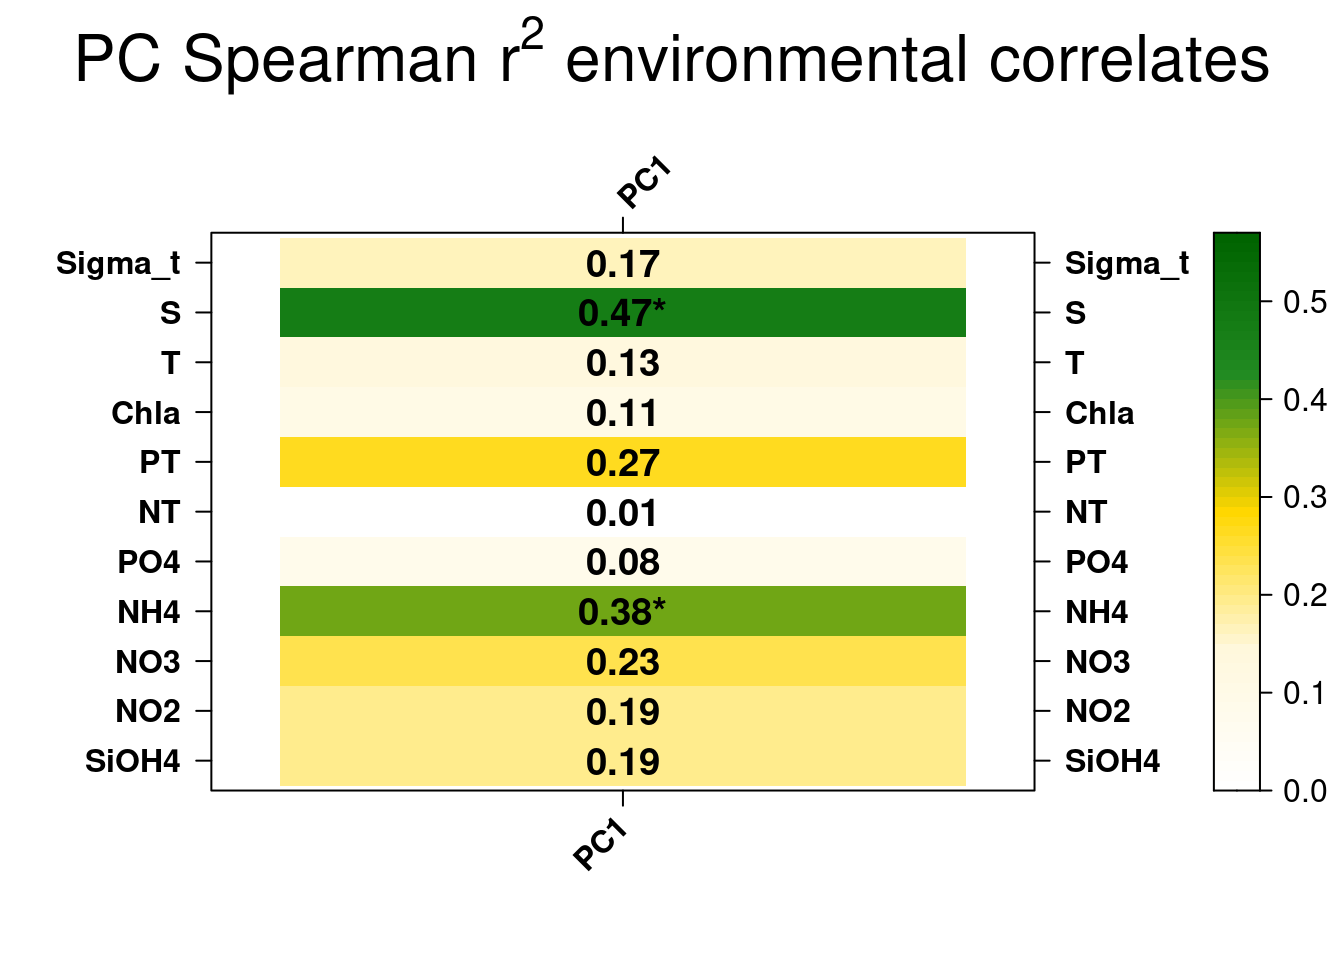 PC Spearman r² environmental correlates
PC1
Sigma_t 0.17 Sigma_t
S 0.47* S
T 0.13 T
Chla 0.11 Chla
PT 0.27 PT
NT 0.01 NT
PO4 0.08 PO4
NH4 0.38* NH4
NO3 0.23 NO3
NO2 0.19 NO2
SiOH4 0.19 SiOH4
PC1
0.5
0.4
0.3
0.2
0.1
0.0